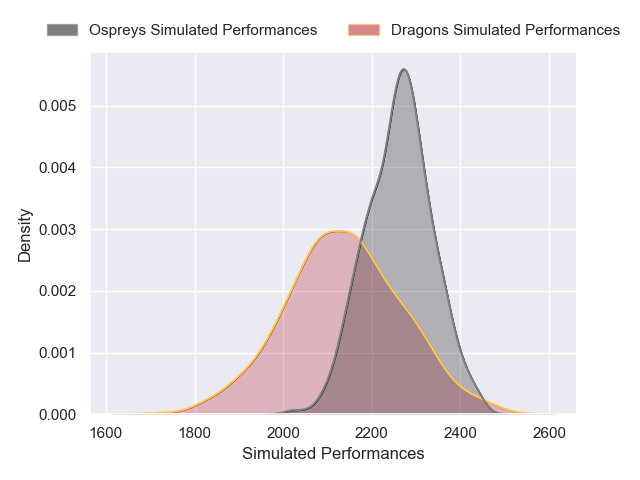 Ospreys Simulated Performances Dragons Simulated Performances
0.005
0.004
0.003
0.002
0.001
0.000
Density
1600 1800 2000 2200 2400 2600
Simulated Performances